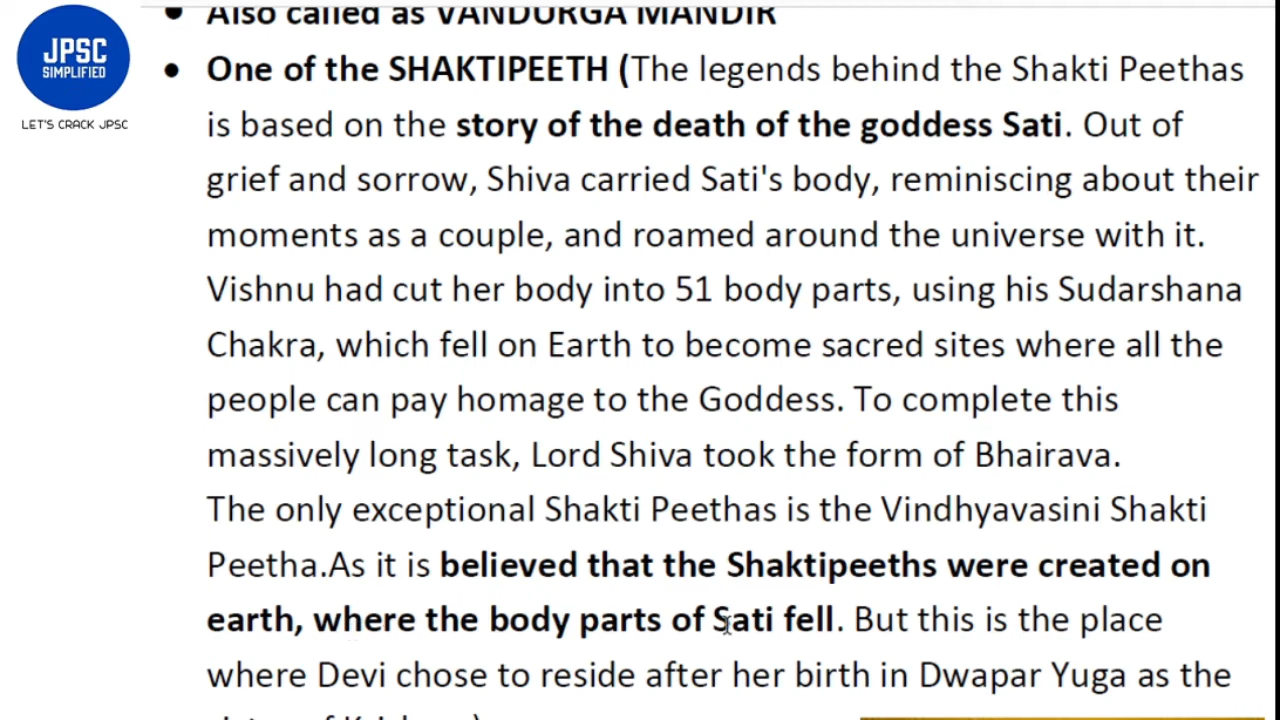 Also called as VANDURGA MANDIR
JPSC
SIMPLIFIED
LET'S CRACK JPSC
• One of the SHAKTIPEETH (The legends behind the Shakti Peethas
is based on the story of the death of the goddess Sati. Out of
grief and sorrow, Shiva carried Sati's body, reminiscing about their
moments as a couple, and roamed around the universe with it.
Vishnu had cut her body into 51 body parts, using his Sudarshana
Chakra, which fell on Earth to become sacred sites where all the
people can pay homage to the Goddess. To complete this
massively long task, Lord Shiva took the form of Bhairava.
The only exceptional Shakti Peethas is the Vindhyavasini Shakti
Peetha.As it is believed that the Shaktipeeths were created on
earth, where the body parts of Sati fell. But this is the place
where Devi chose to reside after her birth in Dwapar Yuga as the